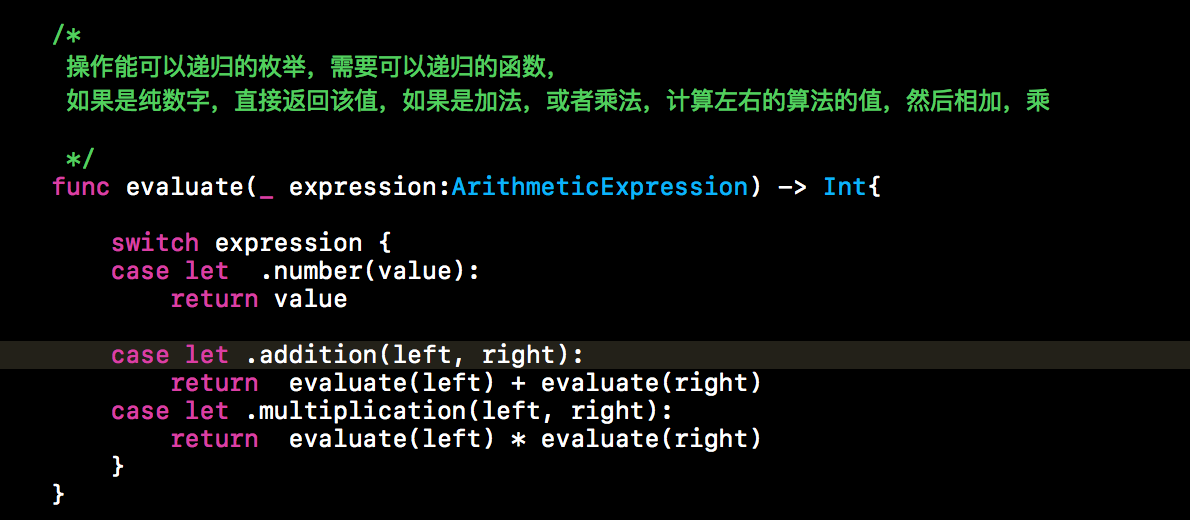 /*
操作能可以递归的枚举，需要可以递归的函数，
如果是纯数字，直接返回该值，如果是加法，或者乘法，计算左右的算法的值，然后相加，乘
*/
func evaluate(_ expression:ArithmeticExpression) -> Int{
switch expression {
case let  .number(value):
return value
case let .addition(left, right):
return  evaluate(left) + evaluate(right)
case let .multiplication(left, right):
return  evaluate(left) * evaluate(right)
}
}